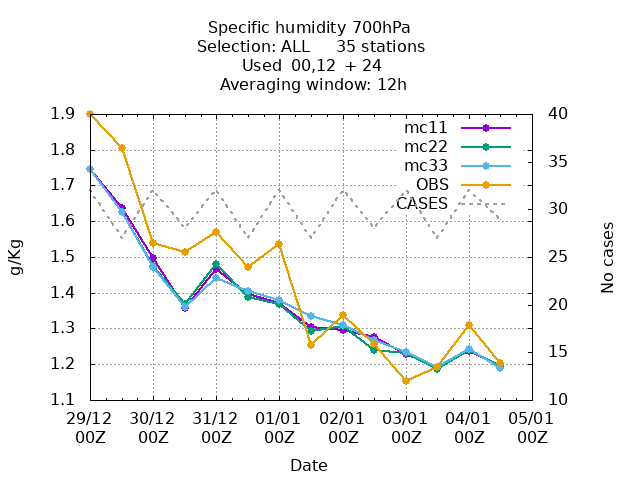 Specific humidity 700hPa
Selection: ALL 35 stations
Used 00,12 + 24
Averaging window: 12h
mc11
mc22
mc33
OBS
CASES
1.9
1.8
1.7
1.6
1.5
1.4
1.3
1.2
1.1
g/Kg
40
35
30
25
20
15
10
No cases
29/12 30/12 31/12 01/01 02/01 03/01 04/01 05/01
00Z 00Z 00Z 00Z 00Z 00Z 00Z 00Z
Date